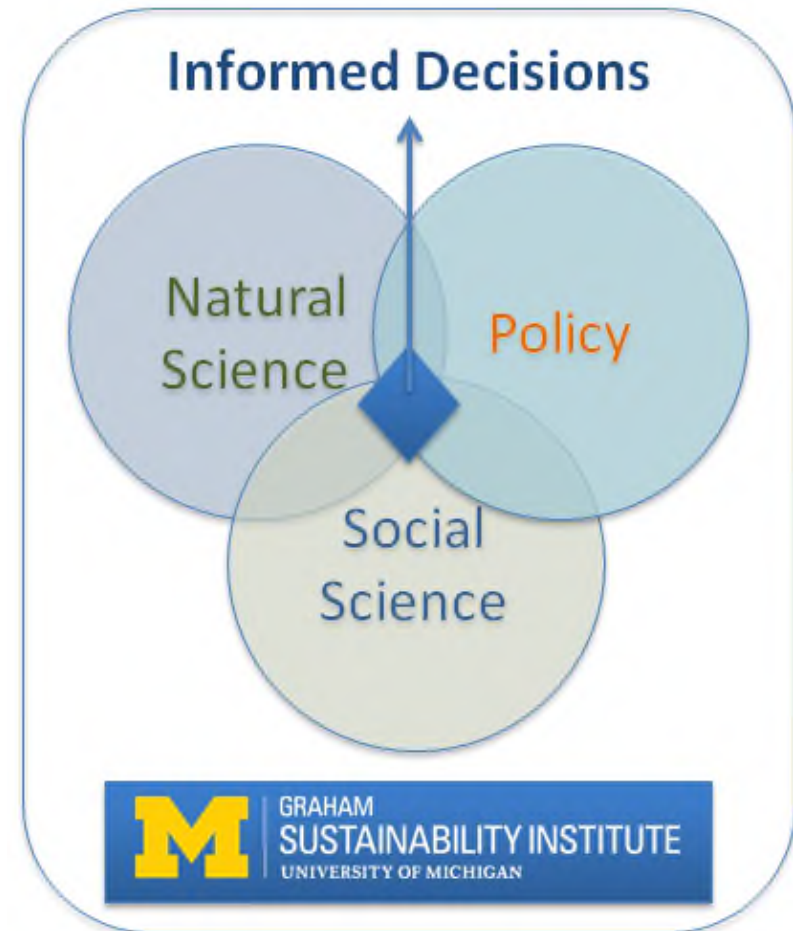 Informed Decisions
Natural
Science
Policy
Social
Science
M
GRAHAM
SUSTAINABILITY INSTITUTE
UNIVERSITY OF MICHIGAN